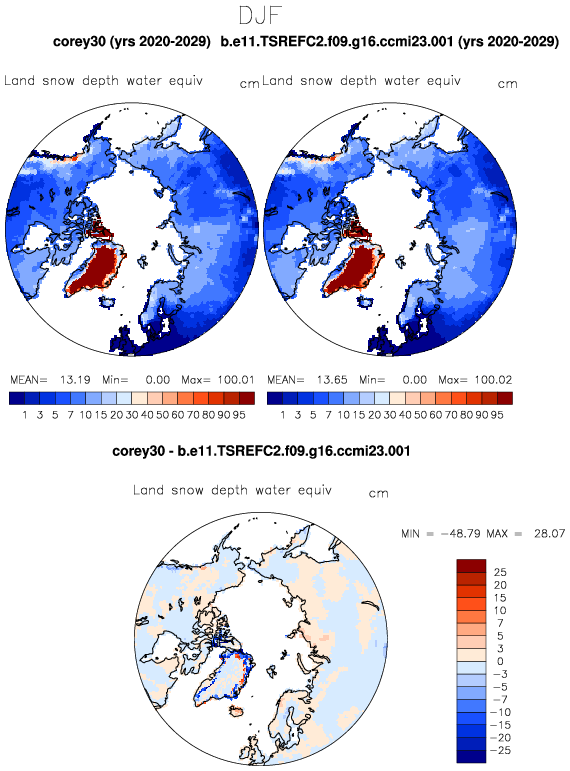 DJF
corey30 (yrs 2020-2029) b.e11.TSREFC2.f09.g16.ccmi23.001 (yrs 2020-2029)
Land snow depth water equiv cm Land snow depth water equiv cm
MEAN= 13.19 Min= 0.00 Max= 100.01 MEAN= 13.65 Min= 0.00 Max= 100.02
1 3 5 7 10 15 20 30 40 50 60 70 80 90 95 1 3 5 7 10 15 20 30 40 50 60 70 80 90 95
corey30 - b.e11.TSREFC2.f09.g16.ccmi23.001
Land snow depth water equiv cm
MIN = -48.79 MAX = 28.07
25
20
15
10
7
5
3
0
-3
-5
-7
-10
-15
-20
-25